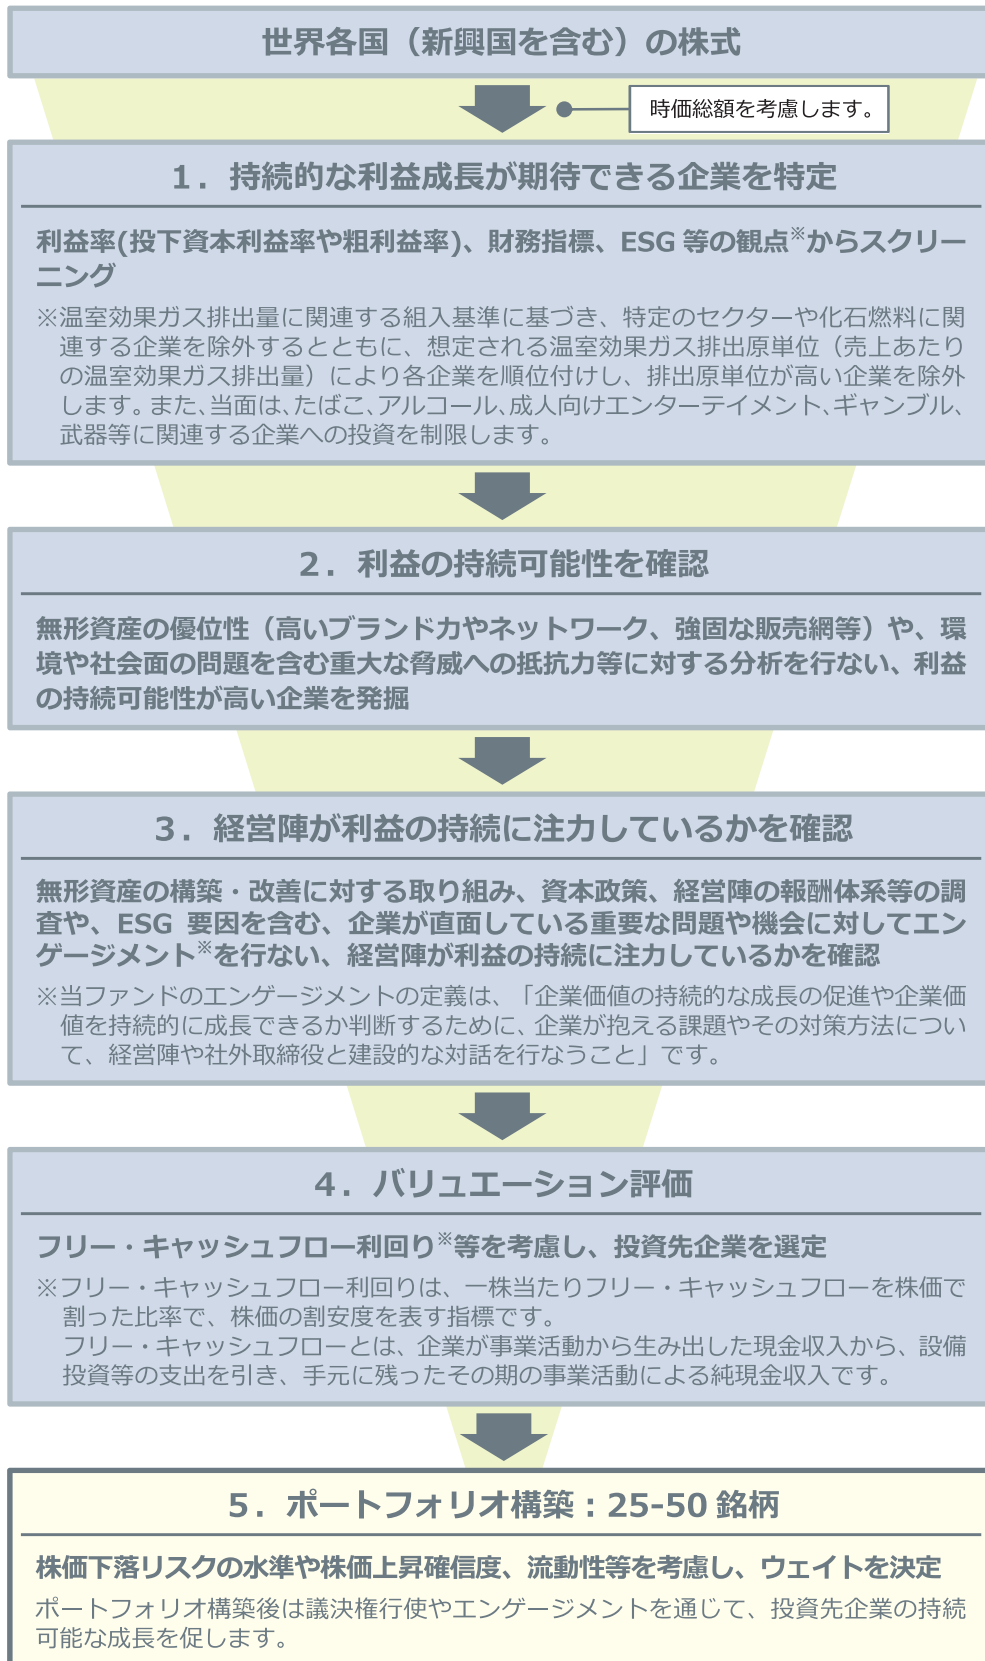 世界各国（新興国を含む）の株式
時価総額を考慮します。
1．持続的な利益成長が期待できる企業を特定
利益率(投下資本利益率や粗利益率)、財務指標、ESG 等の観点※からスクリー
ニング
※温室効果ガス排出量に関連する組入基準に基づき、特定のセクターや化石燃料に関
連する企業を除外するとともに、想定される温室効果ガス排出原単位（売上あたり
の温室効果ガス排出量）により各企業を順位付けし、排出原単位が高い企業を除外
します。また、当面は、たばこ、アルコール、成人向けエンターテイメント、ギャンブル、
武器等に関連する企業への投資を制限します。
2．利益の持続可能性を確認
無形資産の優位性（高いブランド力やネットワーク、強固な販売網等）や、環
境や社会面の問題を含む重大な脅威への抵抗力等に対する分析を行ない、利益
の持続可能性が高い企業を発掘
3．経営陣が利益の持続に注力しているかを確認
無形資産の構築・改善に対する取り組み、資本政策、経営陣の報酬体系等の調
査や、ESG 要因を含む、企業が直面している重要な問題や機会に対してエン
ゲージメント※を行ない、経営陣が利益の持続に注力しているかを確認
※当ファンドのエンゲージメントの定義は、「企業価値の持続的な成長の促進や企業価
値を持続的に成長できるか判断するために、企業が抱える課題やその対策方法につい
て、経営陣や社外取締役と建設的な対話を行なうこと」です。
4．バリュエーション評価
フリー・キャッシュフロー利回り※等を考慮し、投資先企業を選定
※フリー・キャッシュフロー利回りは、一株当たりフリー・キャッシュフローを株価で
割った比率で、株価の割安度を表す指標です。
フリー・キャッシュフローとは、企業が事業活動から生み出した現金収入から、設備
投資等の支出を引き、手元に残ったその期の事業活動による純現金収入です。
5．ポートフォリオ構築：25-50 銘柄
株価下落リスクの水準や株価上昇確信度、流動性等を考慮し、ウェイトを決定
ポートフォリオ構築後は議決権行使やエンゲージメントを通じて、投資先企業の持続
可能な成長を促します。